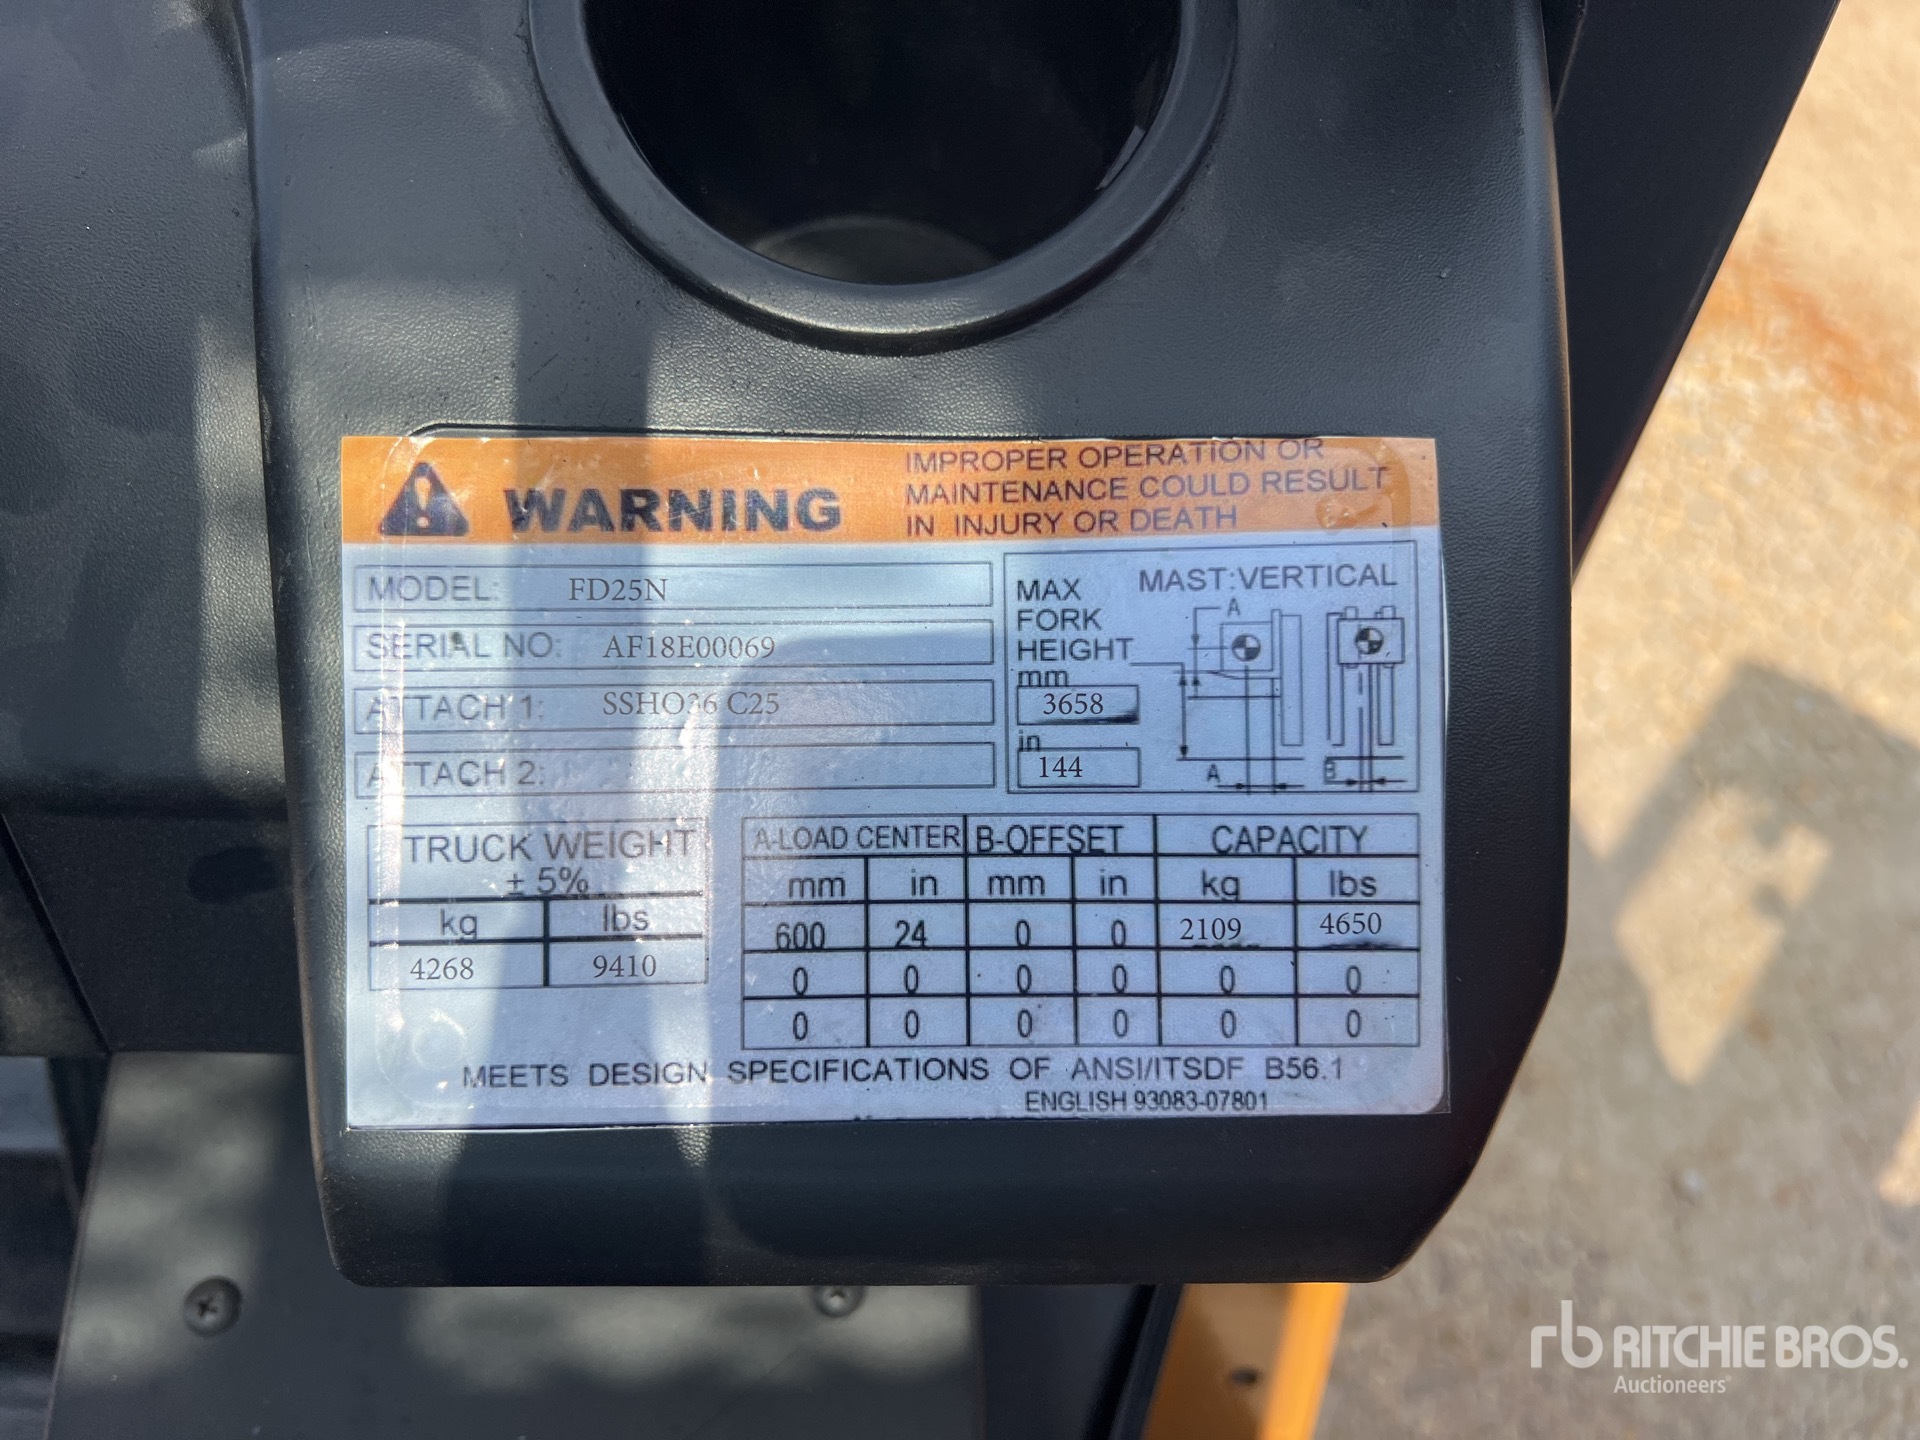 WARNING
IMPROPER OPERATION OR
MAINTENANCE COULD RESULT
IN INJURY OR DEATH
MODEL: FD25N
SERIAL NO: AF18E00069
ATTACH 1: SSHO36 C25
ATTACH 2:
MAX
FORK
HEIGHT
mm
3658
in
144
MAST:VERTICAL
A
A
B
TRUCK WEIGHT
± 5%
kg lbs
4268 9410
A-LOAD CENTER B-OFFSET CAPACITY
mm in mm in kg lbs
600 24 0 0 2109 4650
0 0 0 0 0 0
0 0 0 0 0 0
MEETS DESIGN SPECIFICATIONS OF ANSI/ITSDF B56.1
ENGLISH 93083-07801
rb RITCHIE BROS.
Auctioneers